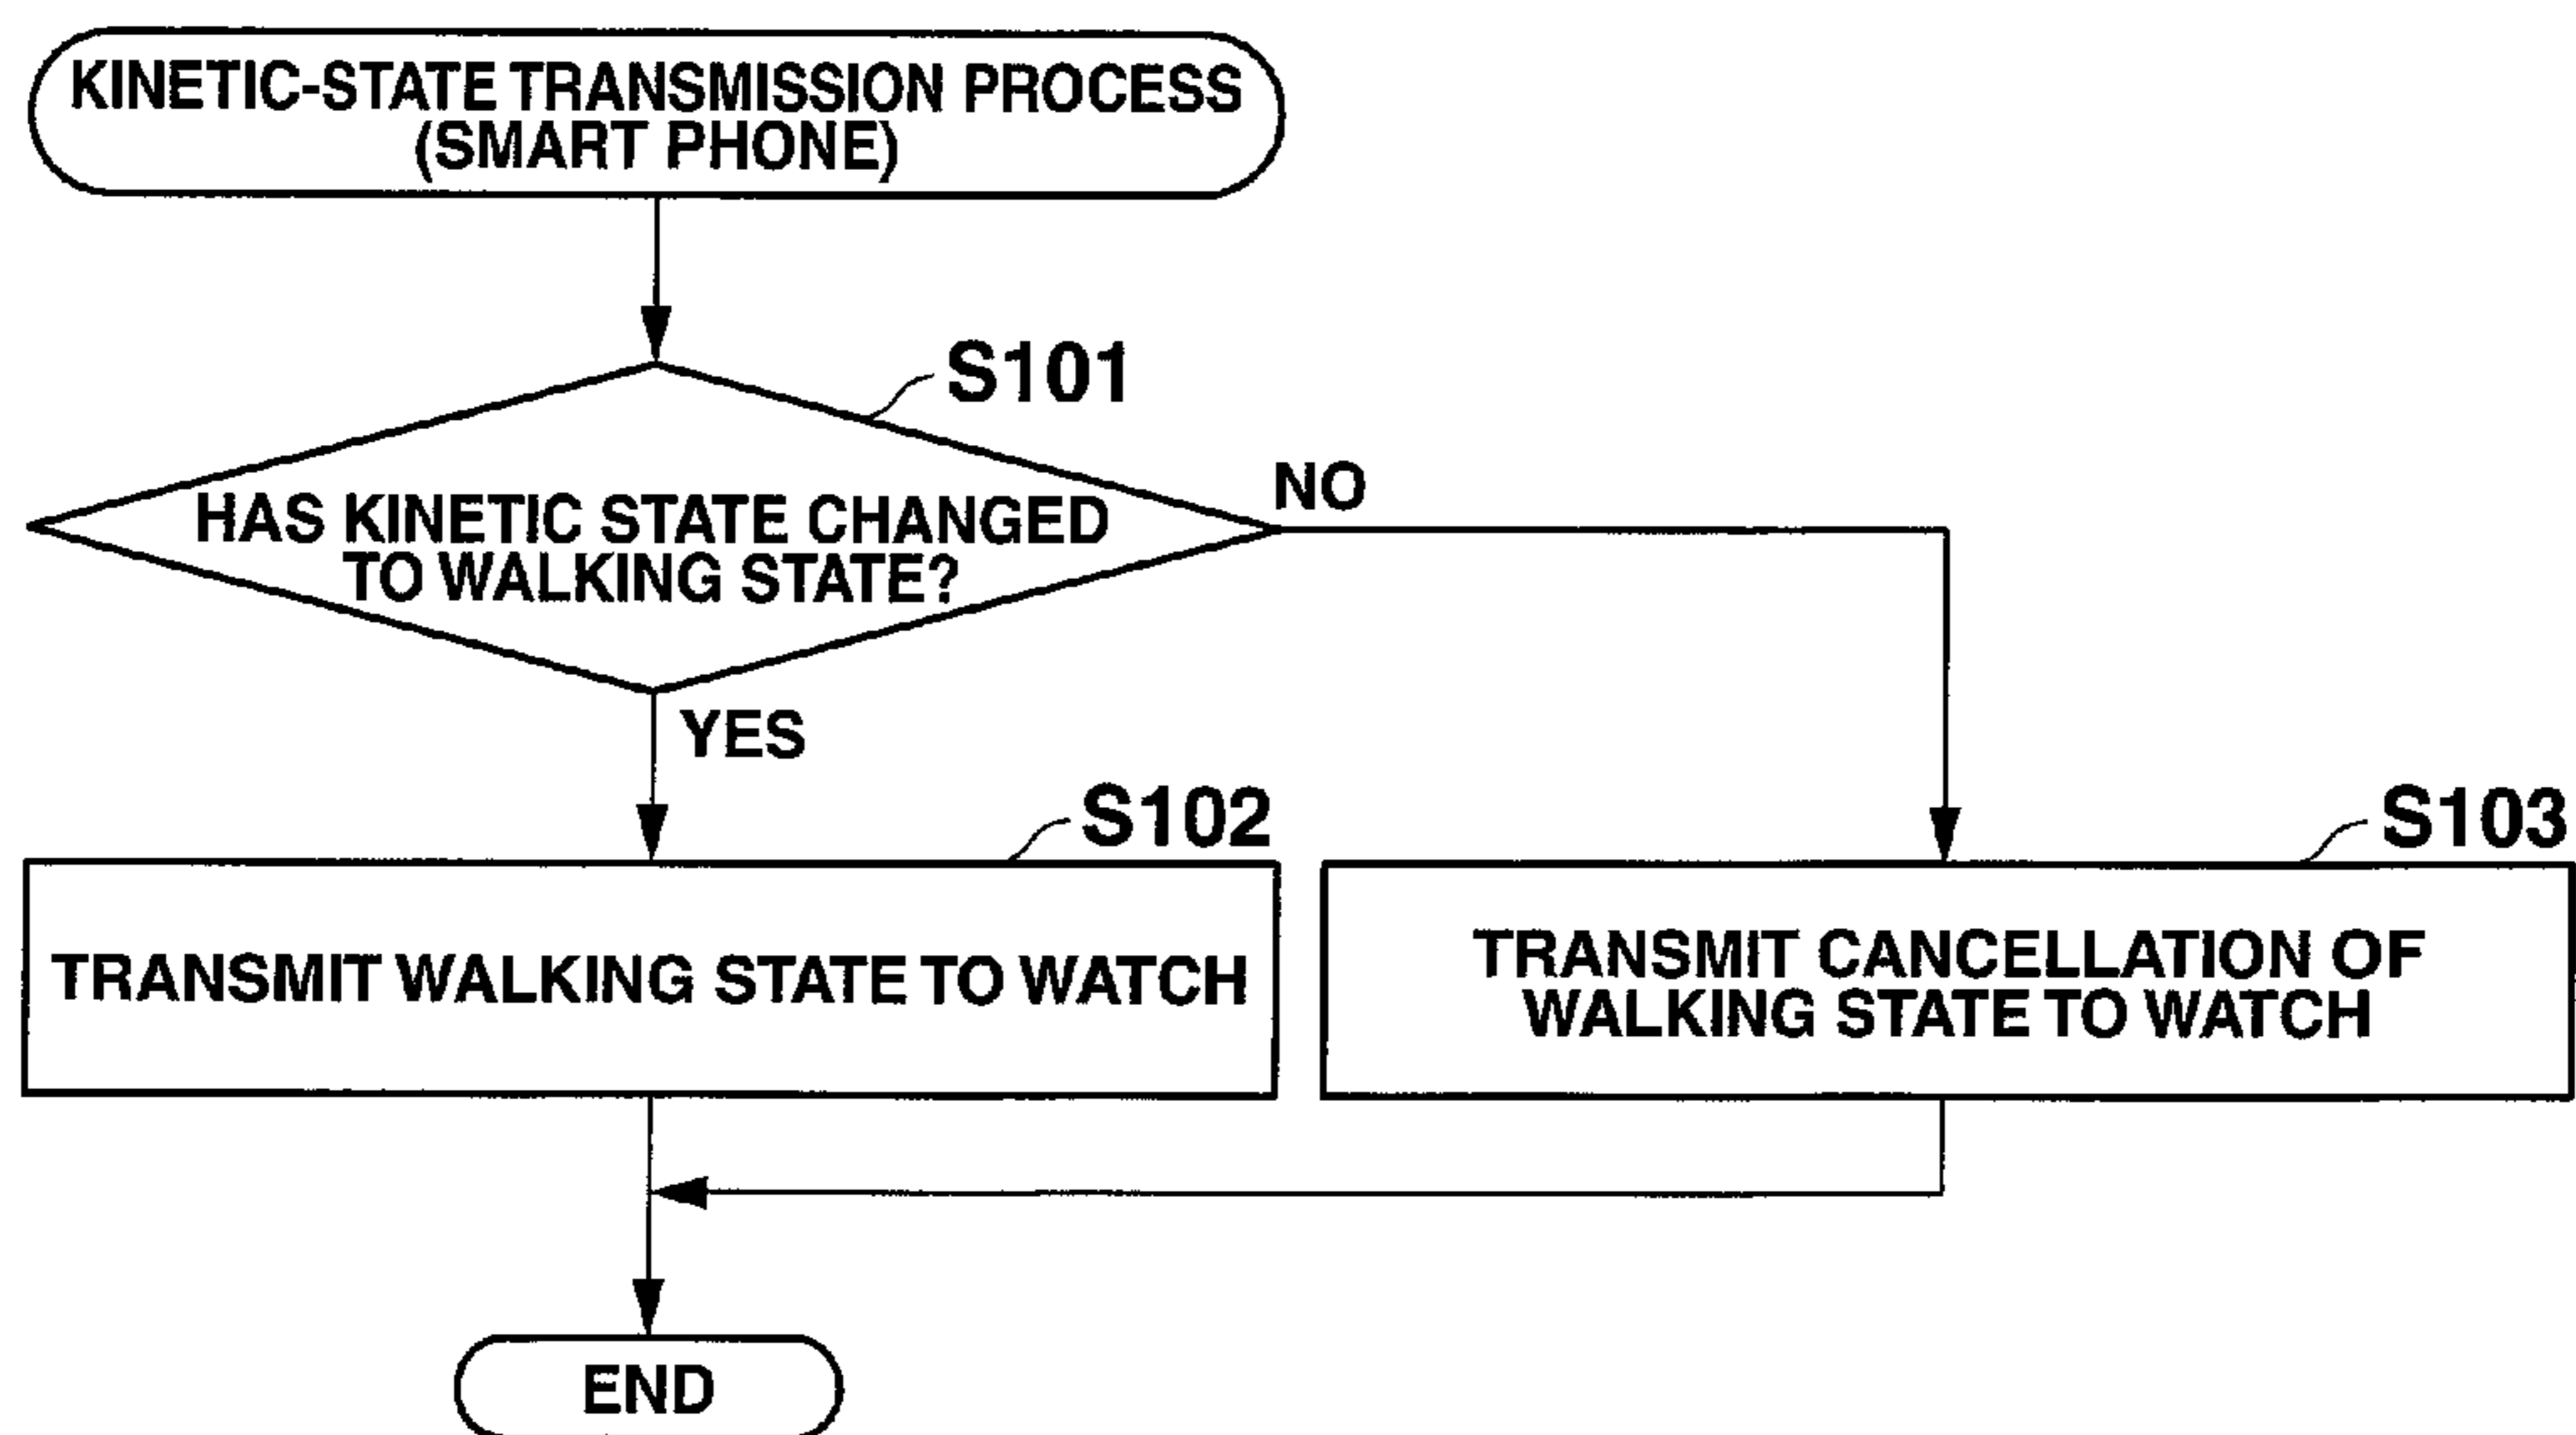 KINETIC-STATE TRANSMISSION PROCESS
(SMART PHONE)
S101
HAS KINETIC STATE CHANGED
TO WALKING STATE?
NO
YES
S102
TRANSMIT WALKING STATE TO WATCH
S103
TRANSMIT CANCELLATION OF
WALKING STATE TO WATCH
END